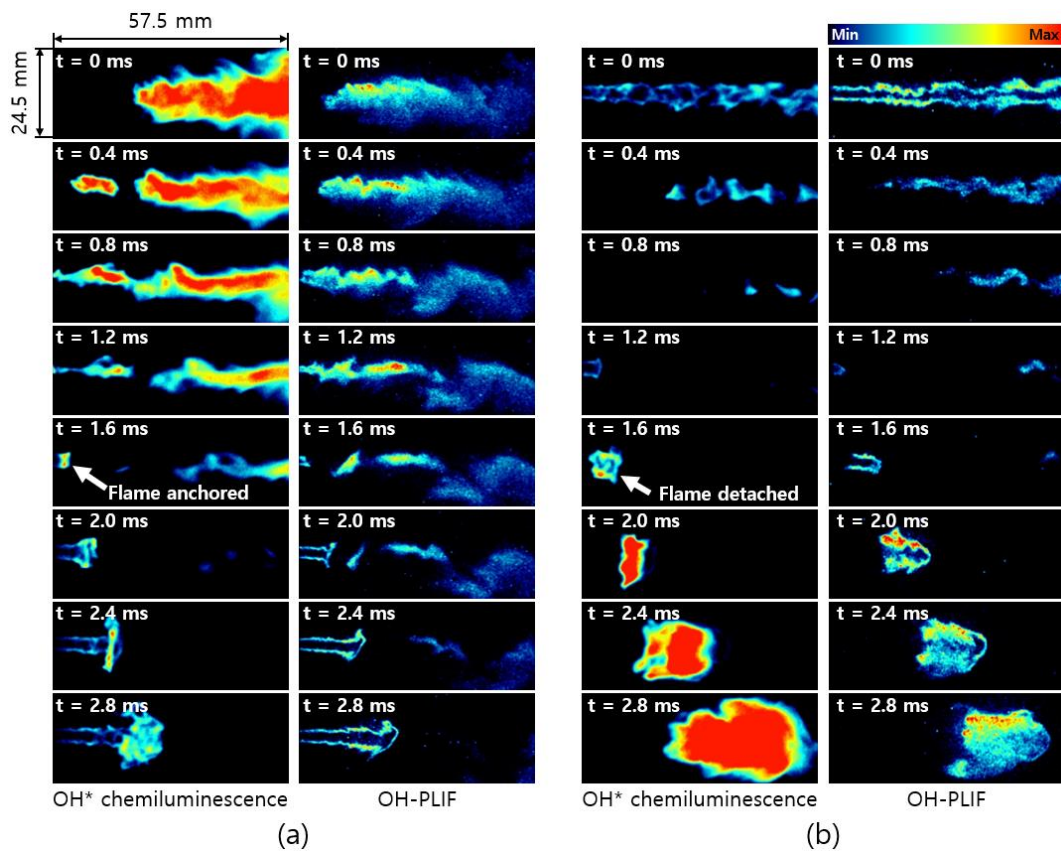 57.5 mm
24.5 mm
t = 0 ms
t = 0 ms
t = 0.4 ms
t = 0.4 ms
t = 0.8 ms
t = 0.8 ms
t = 1.2 ms
t = 1.2 ms
t = 1.6 ms
Flame anchored
t = 1.6 ms
t = 2.0 ms
t = 2.0 ms
t = 2.4 ms
t = 2.4 ms
t = 2.8 ms
t = 2.8 ms
OH* chemiluminescence
OH-PLIF
(a)
Min
Max
t = 0 ms
t = 0 ms
t = 0.4 ms
t = 0.4 ms
t = 0.8 ms
t = 0.8 ms
t = 1.2 ms
t = 1.2 ms
t = 1.6 ms
Flame detached
t = 1.6 ms
t = 2.0 ms
t = 2.0 ms
t = 2.4 ms
t = 2.4 ms
t = 2.8 ms
t = 2.8 ms
OH* chemiluminescence
OH-PLIF
(b)